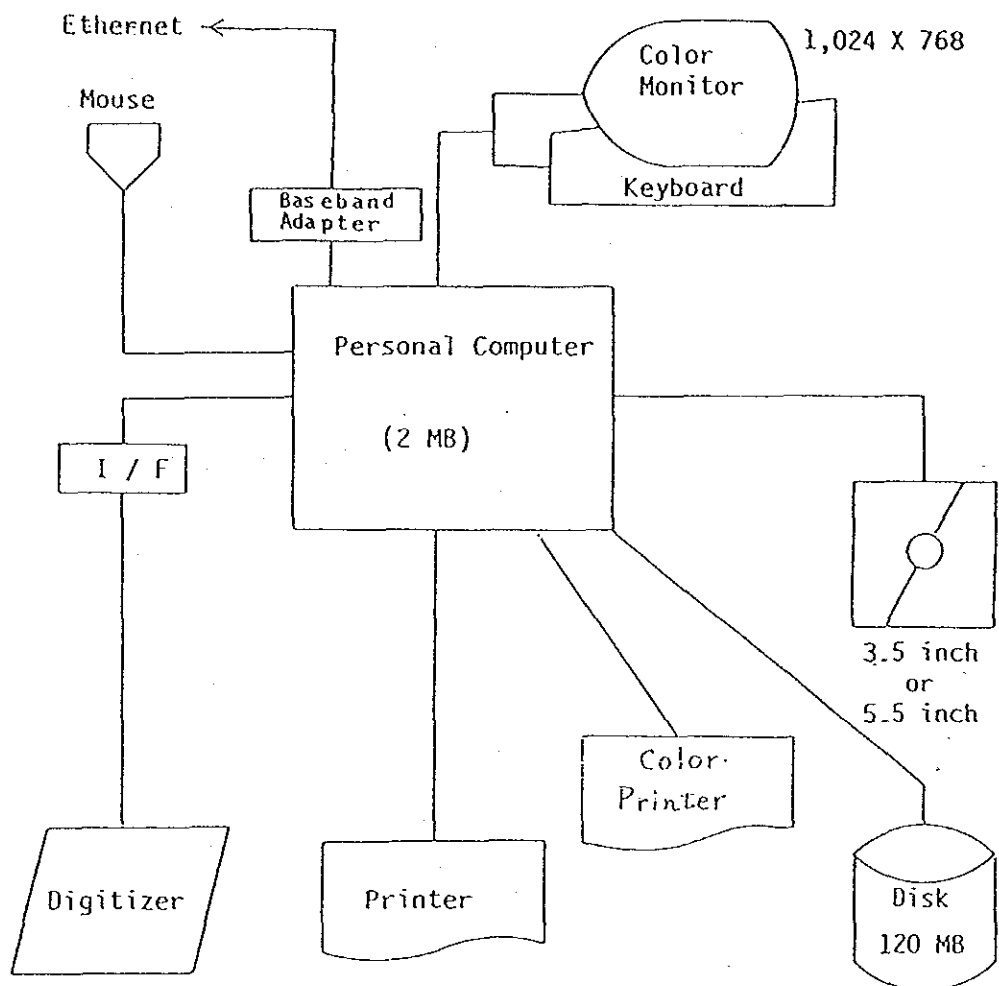 Ethernet
1,024 X 768
Color
Monitor
Mouse
Keyboard
Baseband
Adapter
Personal Computer
(2 MB)
I / F
3.5 inch
or
5.5 inch
Color
Printer
Digitizer
Printer
Disk
120 MB